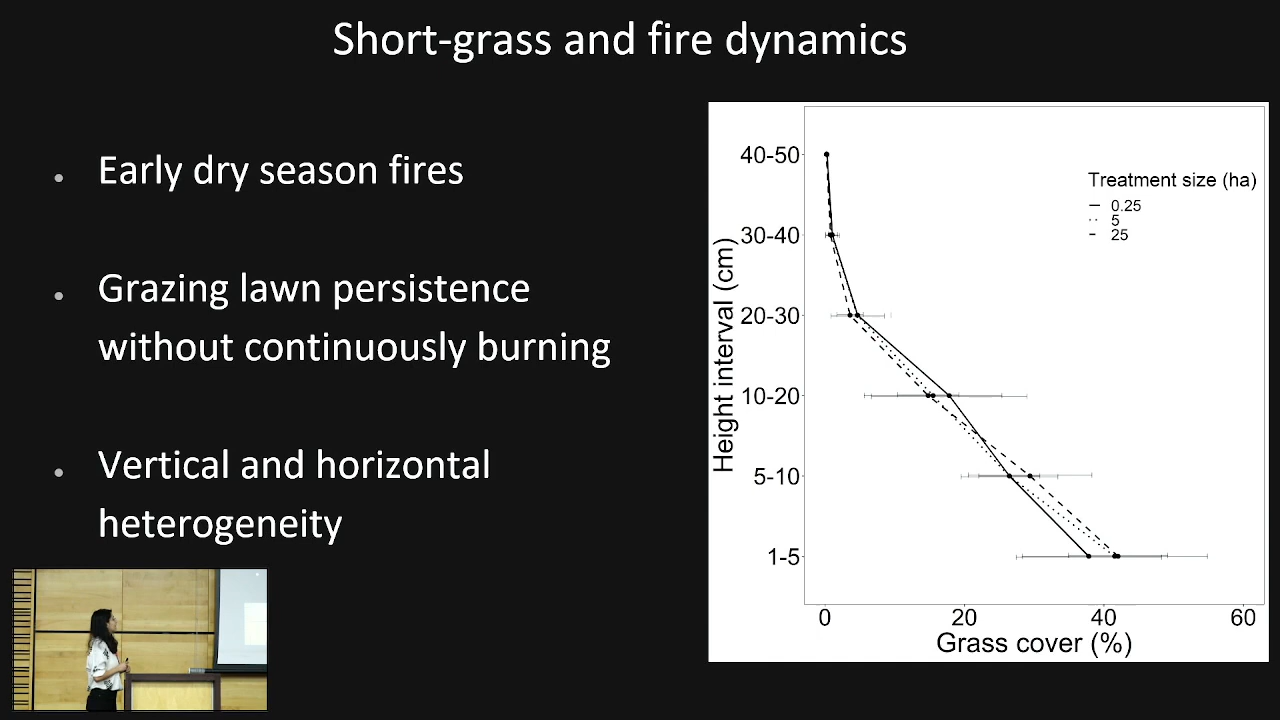 Short-grass and fire dynamics
• Early dry season fires
• Grazing lawn persistence
without continuously burning
• Vertical and horizontal
heterogeneity
Height interval (cm)
40-50
30-40
20-30
10-20
5-10
1-5
0 20 40 60
Grass cover (%)
Treatment size (ha)
0.25
5
25